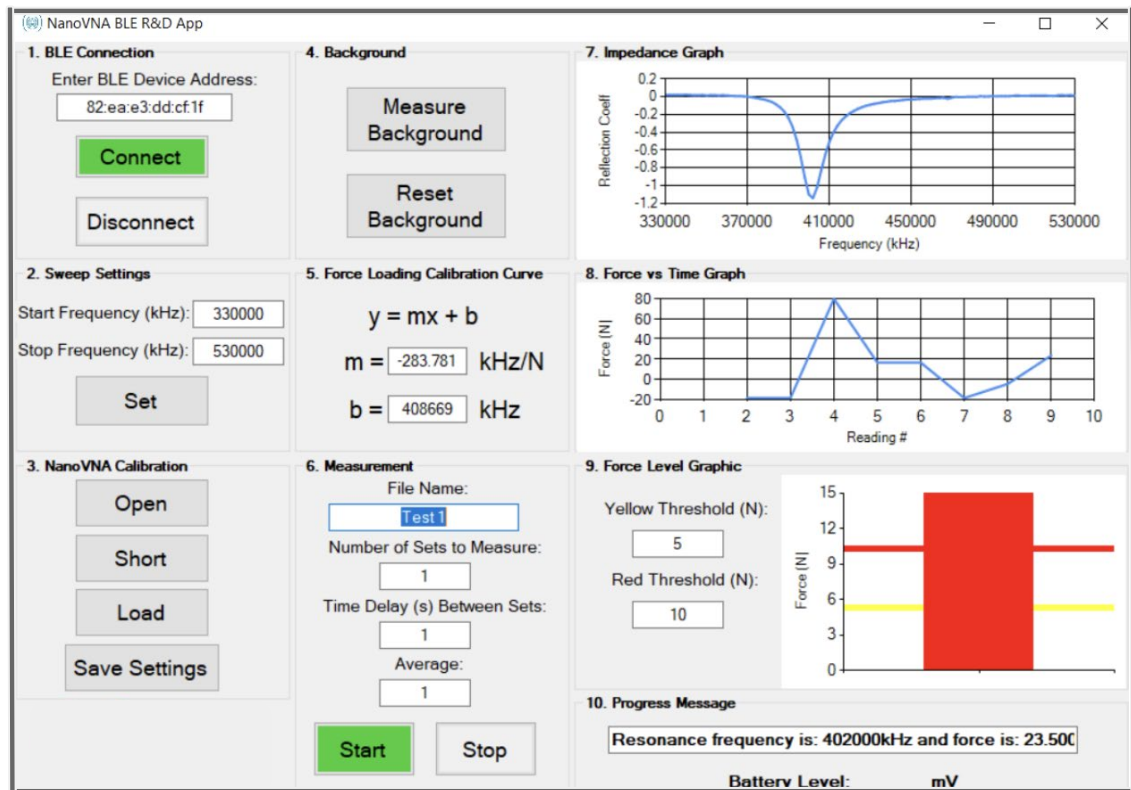 NanoVNA BLE R&D App
1. BLE Connection
Enter BLE Device Address:
82:ea:e3:dd:cf:1f
Connect
Disconnect
2. Sweep Settings
Start Frequency (kHz): 330000
Stop Frequency (kHz): 530000
Set
3. NanoVNA Calibration
Open
Short
Load
Save Settings
4. Background
Measure
Background
Reset
Background
5. Force Loading Calibration Curve
y = mx + b
m = -283.781 kHz/N
b = 408669 kHz
6. Measurement
File Name:
Test1
Number of Sets to Measure:
1
Time Delay (s) Between Sets:
1
Average:
1
Start
Stop
7. Impedance Graph
Reflection Coeff
0.2
0
-0.2
-0.4
-0.6
-0.8
-1
-1.2
330000 370000 410000 450000 490000 530000
Frequency (kHz)
8. Force vs Time Graph
Force [N]
80
60
40
20
0
-20
0 1 2 3 4 5 6 7 8 9 10
Reading #
9. Force Level Graphic
Yellow Threshold (N):
5
Red Threshold (N):
10
Force [N]
15
12
9
6
3
0
10. Progress Message
Resonance frequency is: 402000kHz and force is: 23.500
Battery Level: mV